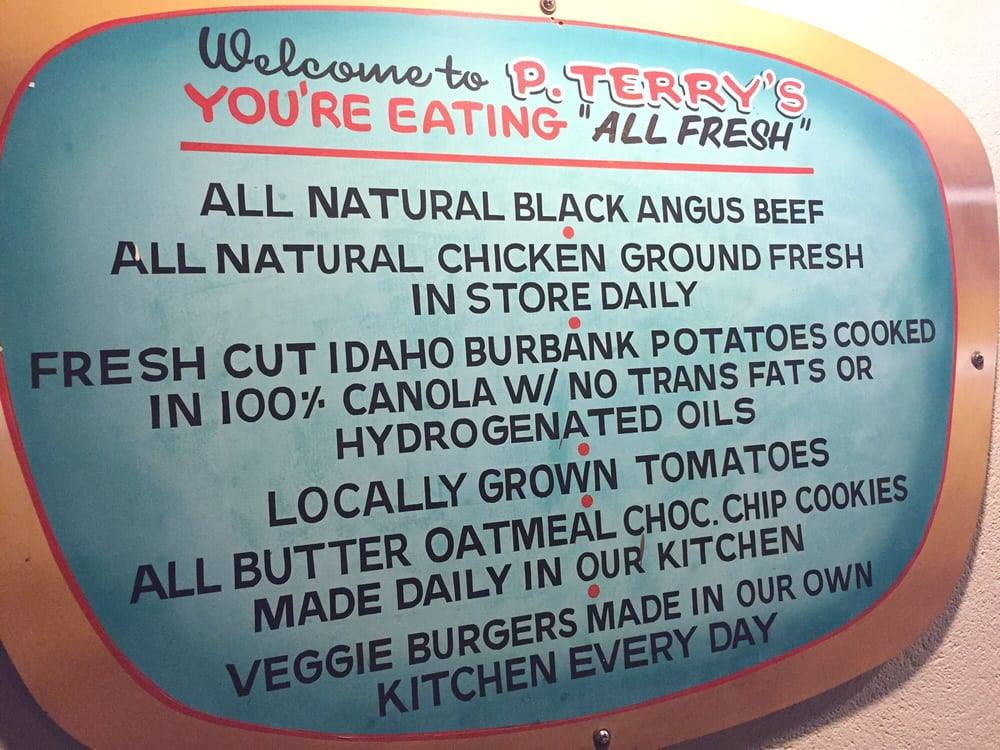 Welcome to P. TERRY'S
YOU'RE EATING "ALL FRESH"
ALL NATURAL BLACK ANGUS BEEF
ALL NATURAL CHICKEN GROUND FRESH
IN STORE DAILY
FRESH CUT IDAHO BURBANK POTATOES COOKED
IN 100% CANOLA W/ NO TRANS FATS OR
HYDROGENATED OILS
LOCALLY GROWN TOMATOES
ALL BUTTER OATMEAL CHOC. CHIP COOKIES
MADE DAILY IN OUR KITCHEN
VEGGIE BURGERS MADE IN OUR OWN
KITCHEN EVERY DAY